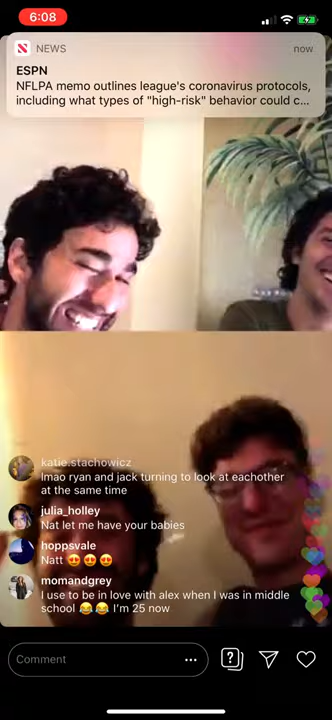 6:08
NEWS
now
ESPN
NFLPA memo outlines league's coronavirus protocols,
including what types of "high-risk" behavior could c...
katie.stachowicz
lmao ryan and jack turning to look at eachother
at the same time
julia_holley
Nat let me have your babies
hoppsvale
Natt 😍😍😍
momandgrey
I use to be in love with alex when I was in middle
school 😂😂 I'm 25 now
Comment